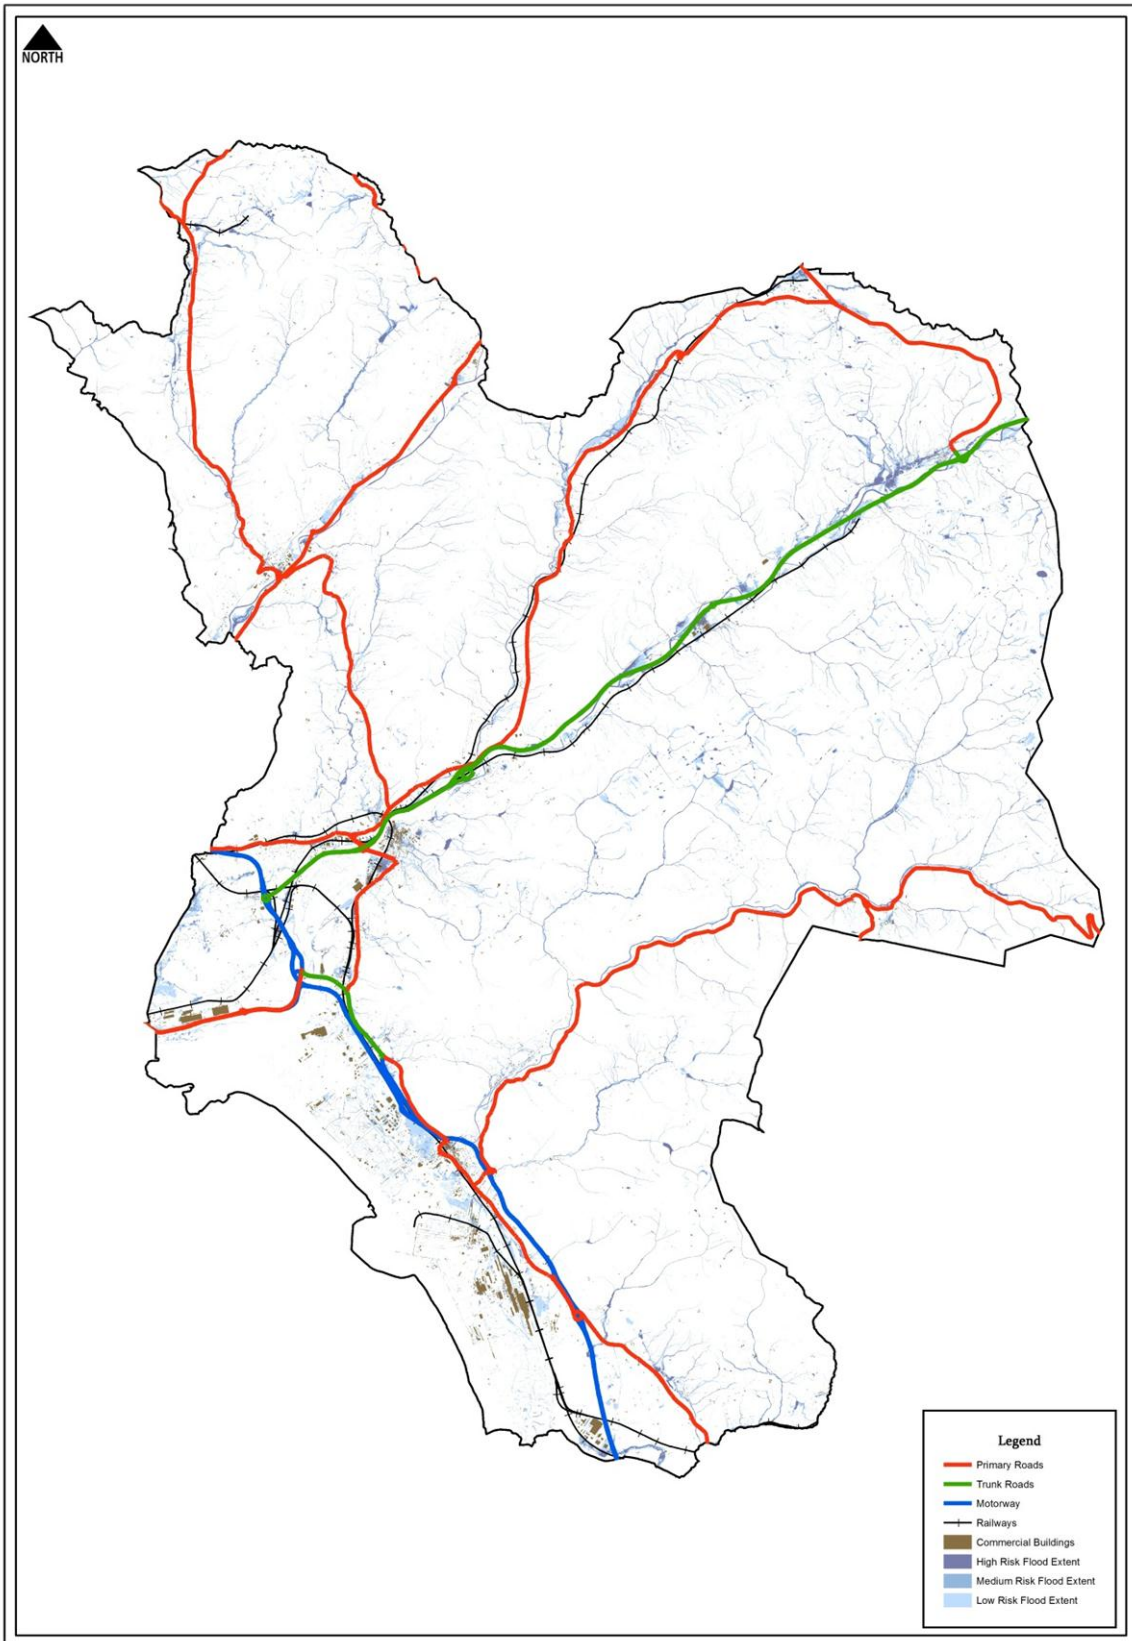 NORTH
Legend
Primary Roads
Trunk Roads
Motorway
Railways
Commercial Buildings
High Risk Flood Extent
Medium Risk Flood Extent
Low Risk Flood Extent